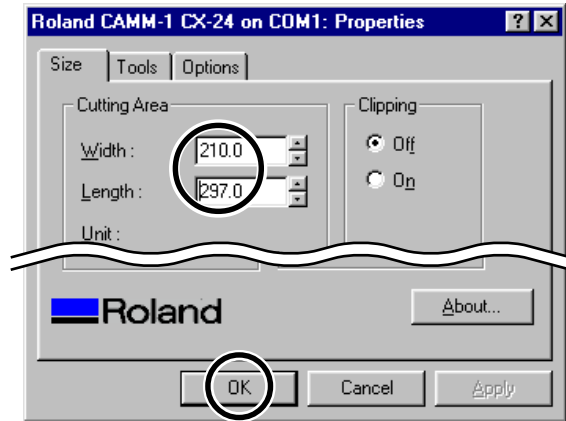 Roland CAMM-1 CX-24 on COM1: Properties ? ×
Size Tools Options
Cutting Area Clipping
Width : 210.0 Off
Length : 297.0 On
Unit :
Roland About...
OK Cancel Apply